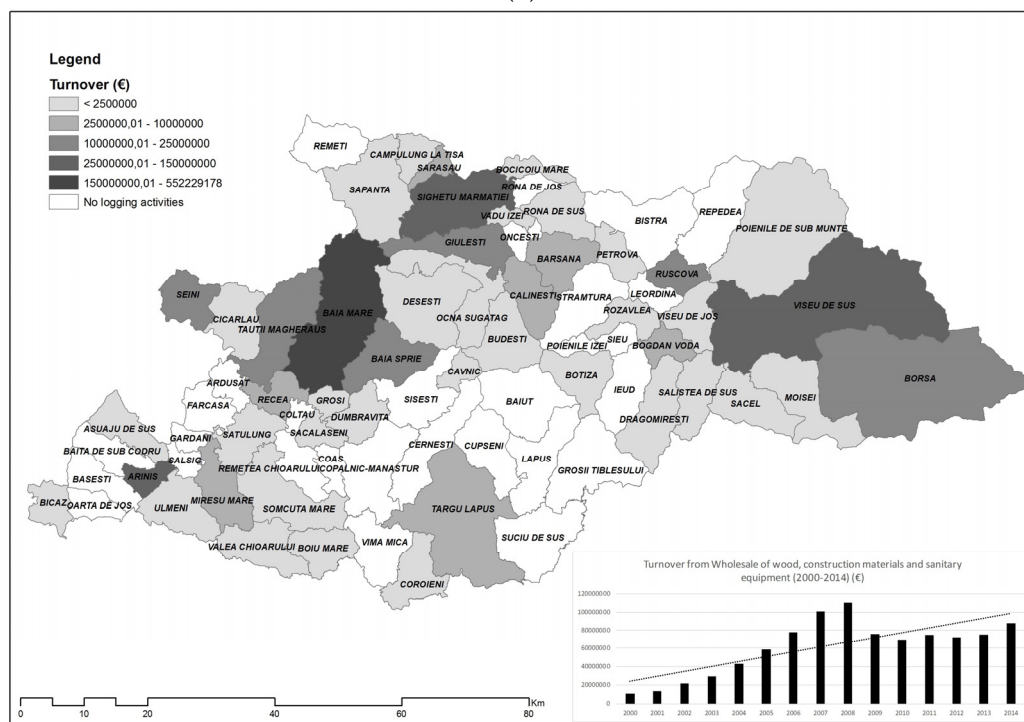 Legend
Turnover (€)
< 2500000
2500000,01 - 10000000
10000000,01 - 25000000
25000000,01 - 150000000
150000000,01 - 552229178
No logging activities
REMETI
CAMPULUNG LA TISA
SARASAU
BOCICOIU MARE
SAPANTA
RONA DE JOS
SIGHETU MARMATIEI
VADU IZEI
RONA DE SUS
BISTRA
REPEDEA
POIENILE DE SUB MUNTE
ONCESTI
GIULESTI
BARSANA
PETROVA
RUSCOVA
SEINI
CALINESTI
STRAMTURA
LEORDINA
DESESTI
VISEU DE SUS
CICARLAU
BAIA MARE
OCNA SUGATAG
ROZAVLEA
VISEU DE JOS
TAUTII MAGHERAUS
BUDESTI
SIEU
POIENILE IZEI
BOGDAN VODA
BAIA SPRIE
CAVNIC
BOTIZA
BORSA
ARDUSAT
IEUD
SALISTEA DE SUS
MOISEI
FARCASA
RECEA
GROSI
SISESTI
BAIUT
SACEL
COLTAU
DUMBRAVITA
DRAGOMIRESTI
ASUAJU DE SUS
GARDANI
SATULUNG
SACALASENI
CERNESTI
CUPSENI
BAITA DE SUB CODRU
SALSIG
COAS
LAPUS
REMETEA CHIOARULUI
COPALNIC-MANASTUR
GROSII TIBLESULUI
BASESTI
ARINIS
BICAZ
OARTA DE JOS
ULMENI
MIRESU MARE
SOMCUTA MARE
TARGU LAPUS
SUCIU DE SUS
VALEA CHIOARULUI
BOIU MARE
VIMA MICA
COROIENI
Turnover from Wholesale of wood, construction materials and sanitary
equipment (2000-2014) (€)
120000000
100000000
80000000
60000000
40000000
20000000
0
2000 2001 2002 2003 2004 2005 2006 2007 2008 2009 2010 2011 2012 2013 2014
Km
0 20 40 60 80